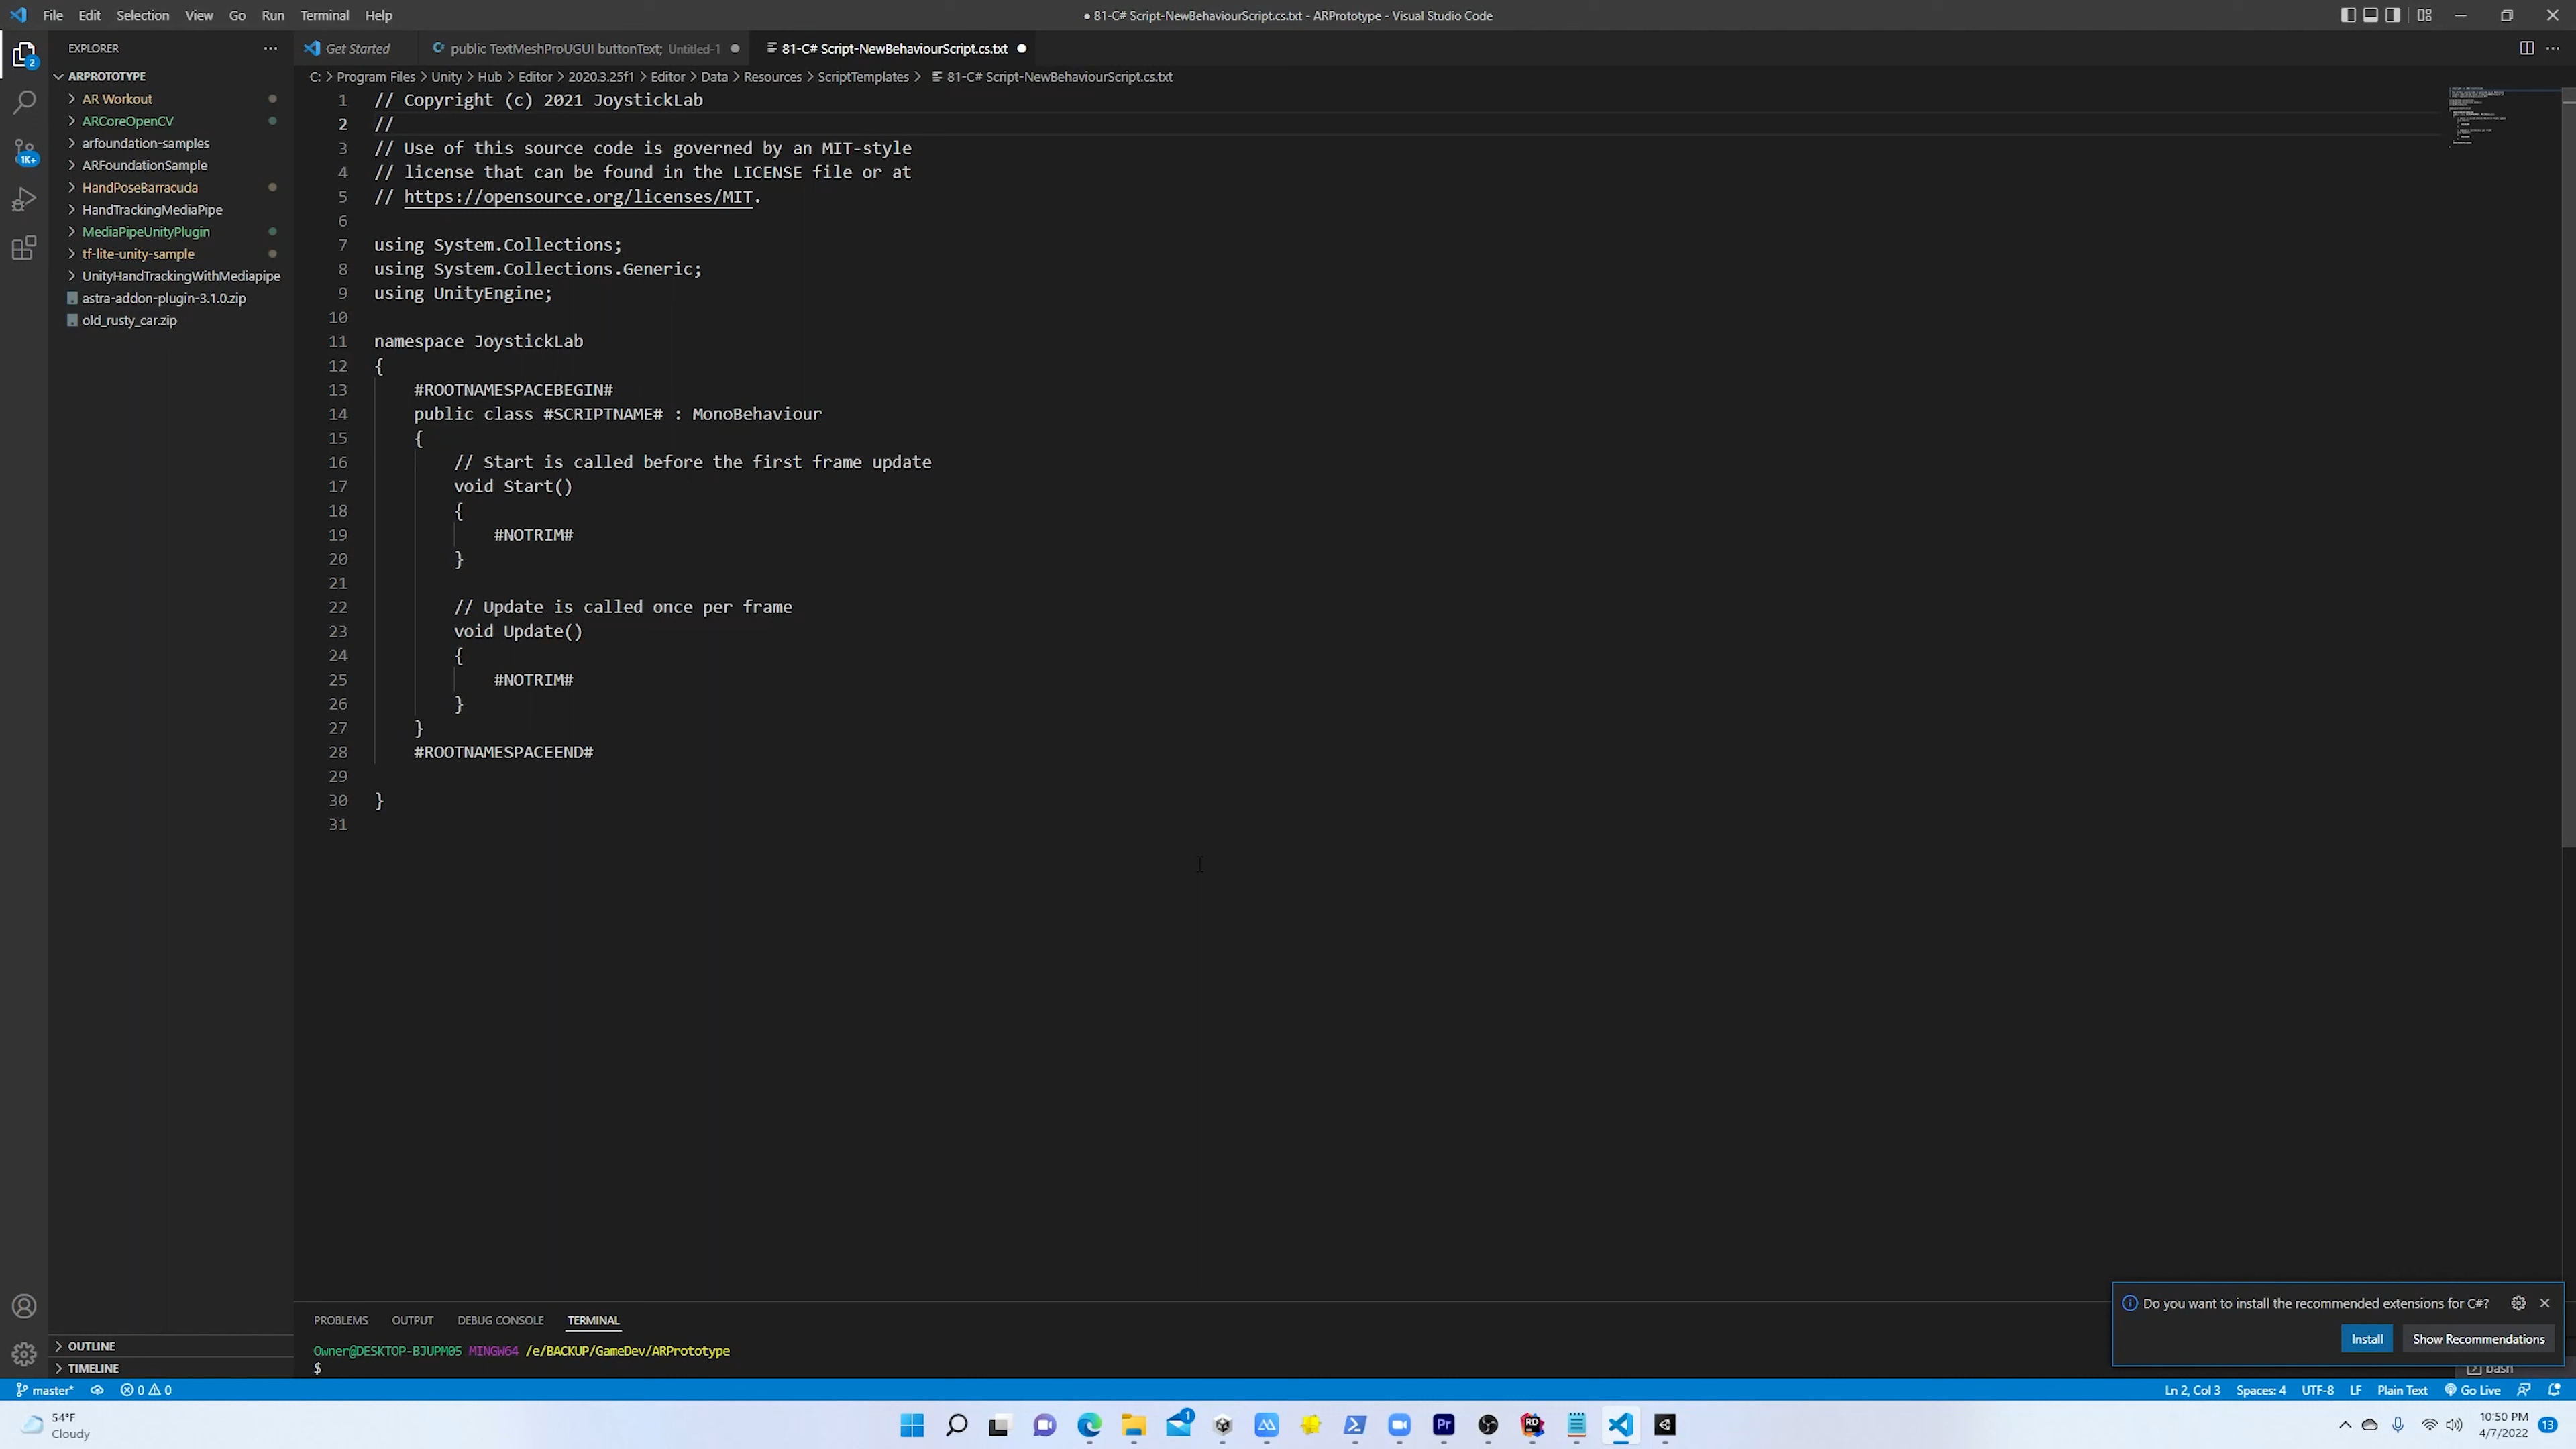 File Edit Selection View Go Run Terminal Help
● 81-C# Script-NewBehaviourScript.cs.txt - ARPrototype - Visual Studio Code
EXPLORER
Get Started
public TextMeshProUGUI buttonText; Untitled-1
81-C# Script-NewBehaviourScript.cs.txt
C: > Program Files > Unity > Hub > Editor > 2020.3.25f1 > Editor > Data > Resources > ScriptTemplates > 81-C# Script-NewBehaviourScript.cs.txt
2
1K+
ARPROTOTYPE
AR Workout
ARCoreOpenCV
arfoundation-samples
ARFoundationSample
HandPoseBarracuda
HandTrackingMediaPipe
MediaPipeUnityPlugin
tf-lite-unity-sample
UnityHandTrackingWithMediapipe
astra-addon-plugin-3.1.0.zip
old_rusty_car.zip
OUTLINE
TIMELINE
1 // Copyright (c) 2021 JoystickLab
2 //
3 // Use of this source code is governed by an MIT-style
4 // license that can be found in the LICENSE file or at
5 // https://opensource.org/licenses/MIT.
6
7 using System.Collections;
8 using System.Collections.Generic;
9 using UnityEngine;
10
11 namespace JoystickLab
12 {
13 #ROOTNAMESPACEBEGIN#
14 public class #SCRIPTNAME# : MonoBehaviour
15 {
16 // Start is called before the first frame update
17 void Start()
18 {
19 #NOTRIM#
20 }
21
22 // Update is called once per frame
23 void Update()
24 {
25 #NOTRIM#
26 }
27 }
28 #ROOTNAMESPACEEND#
29
30 }
31
PROBLEMS OUTPUT DEBUG CONSOLE TERMINAL
Owner@DESKTOP-BJUPM05 MINGW64 /e/BACKUP/GameDev/ARPrototype
$
Do you want to install the recommended extensions for C#?
Install Show Recommendations
bash
master* 0 0
Ln 2, Col 3 Spaces: 4 UTF-8 LF Plain Text Go Live
54°F
Cloudy
1
Pr
RD
10:50 PM
4/7/2022
13